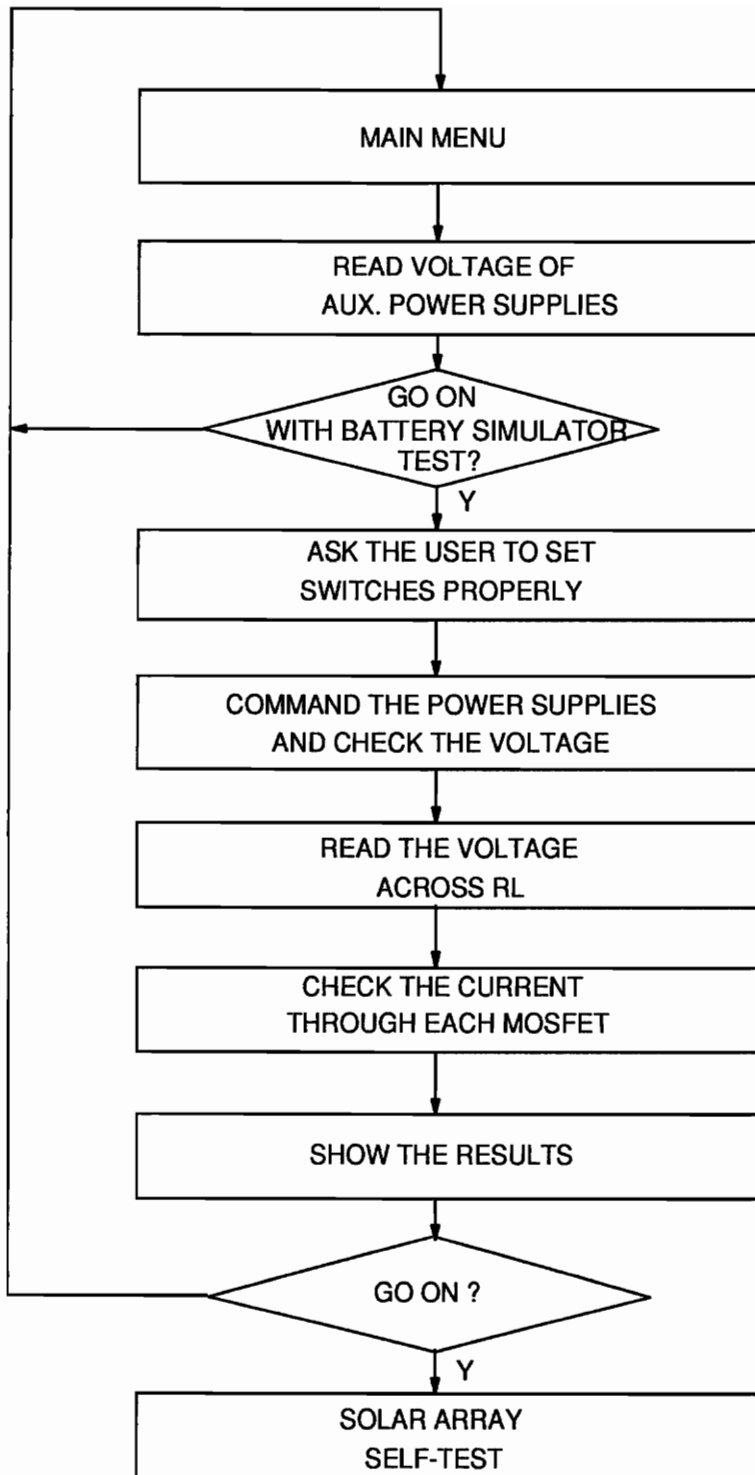 MAIN MENU
READ VOLTAGE OF
AUX. POWER SUPPLIES
GO ON
WITH BATTERY SIMULATOR
TEST?
Y
ASK THE USER TO SET
SWITCHES PROPERLY
COMMAND THE POWER SUPPLIES
AND CHECK THE VOLTAGE
READ THE VOLTAGE
ACROSS RL
CHECK THE CURRENT
THROUGH EACH MOSFET
SHOW THE RESULTS
GO ON ?
Y
SOLAR ARRAY
SELF-TEST